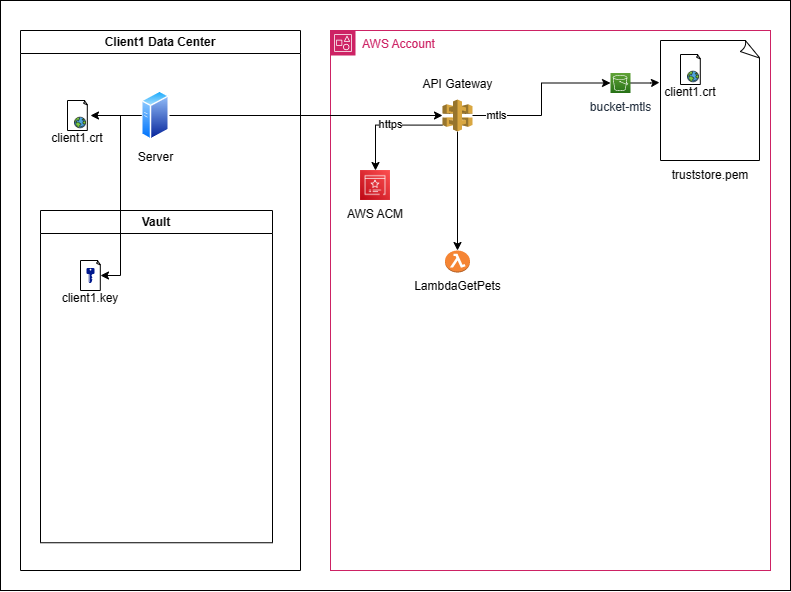 Client1 Data Center
AWS Account
API Gateway
client1.crt
bucket-mtls
truststore.pem
client1.crt
Server
https
mtls
AWS ACM
Vault
client1.key
LambdaGetPets